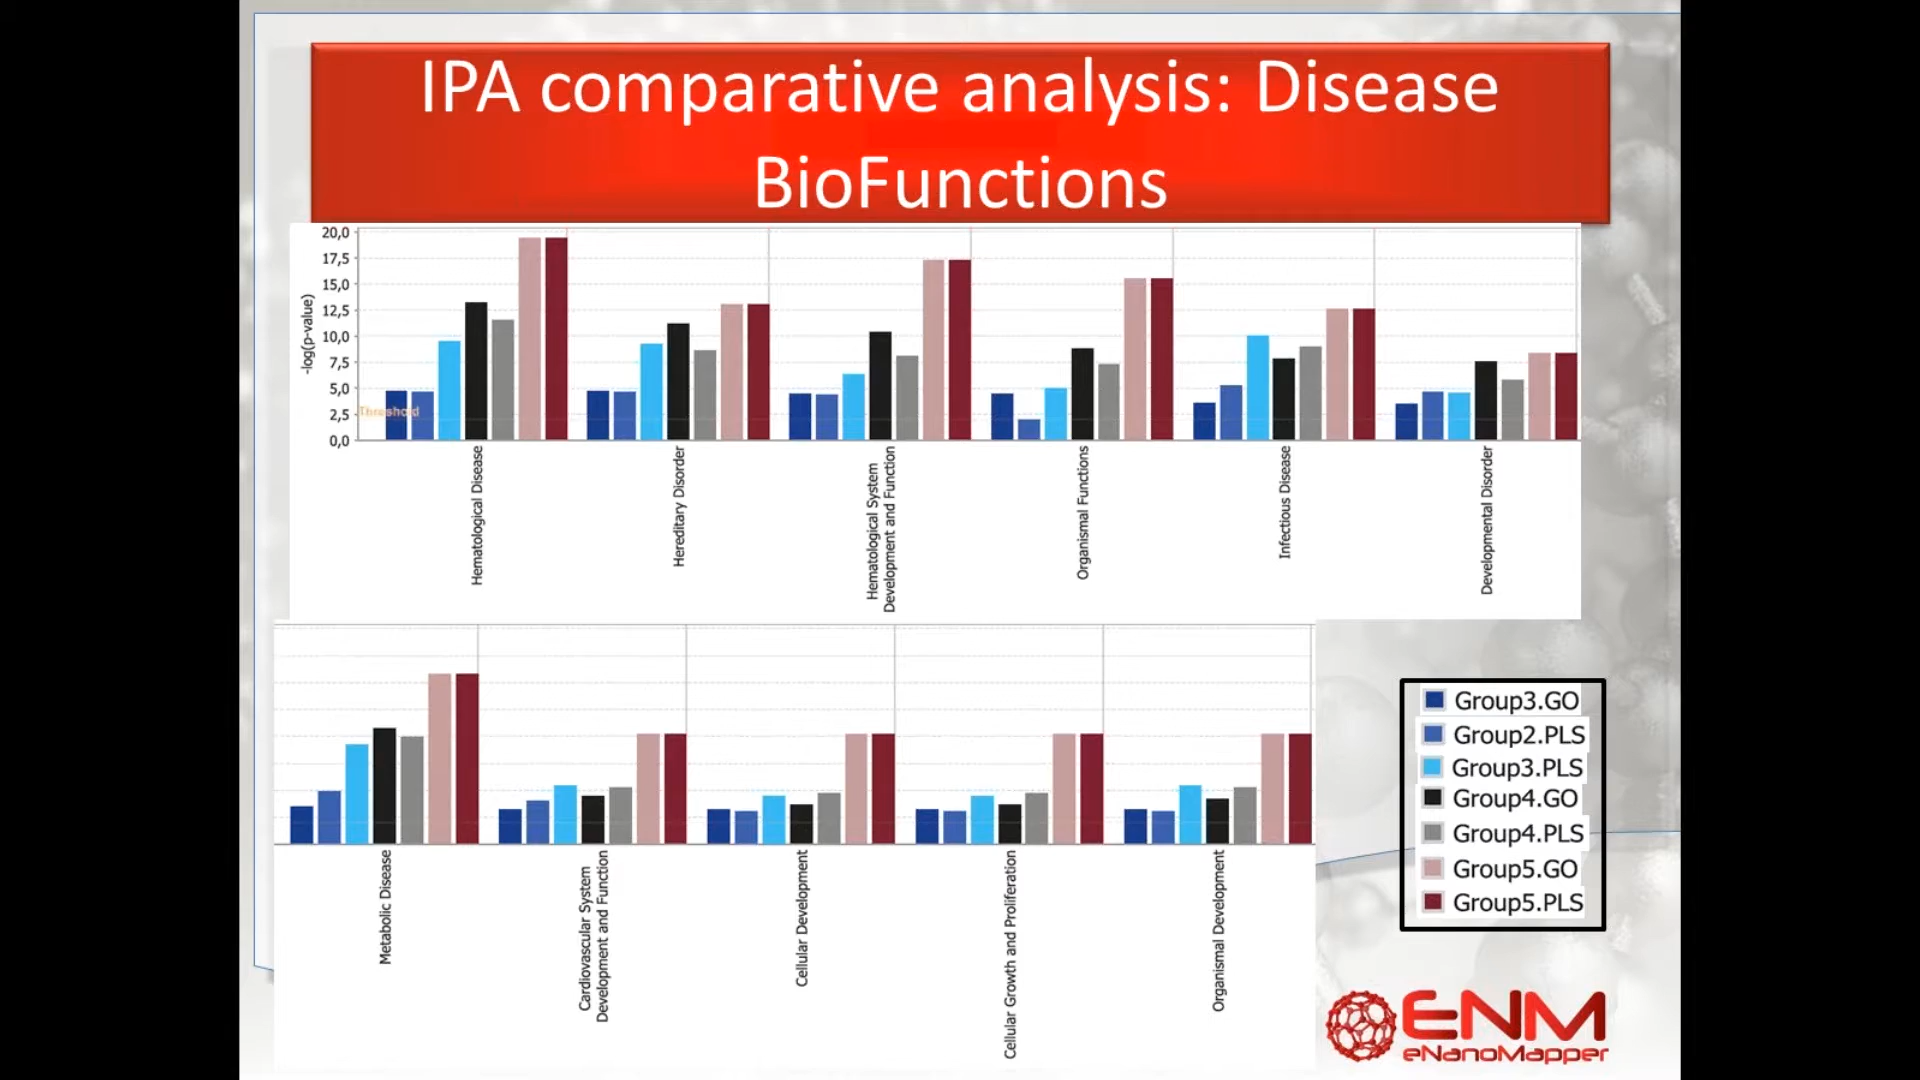 IPA comparative analysis: Disease
BioFunctions
20,0
17,5
15,0
12,5
10,0
7,5
5,0
2,5
0,0
-log(p-value)
Threshold
Hematological Disease
Hereditary Disorder
Hematological System
Development and Function
Organismal Functions
Infectious Disease
Developmental Disorder
Metabolic Disease
Cardiovascular System
Development and Function
Cellular Development
Cellular Growth and Proliferation
Organismal Development
Group3.GO
Group2.PLS
Group3.PLS
Group4.GO
Group4.PLS
Group5.GO
Group5.PLS
ENM
eNanoMapper